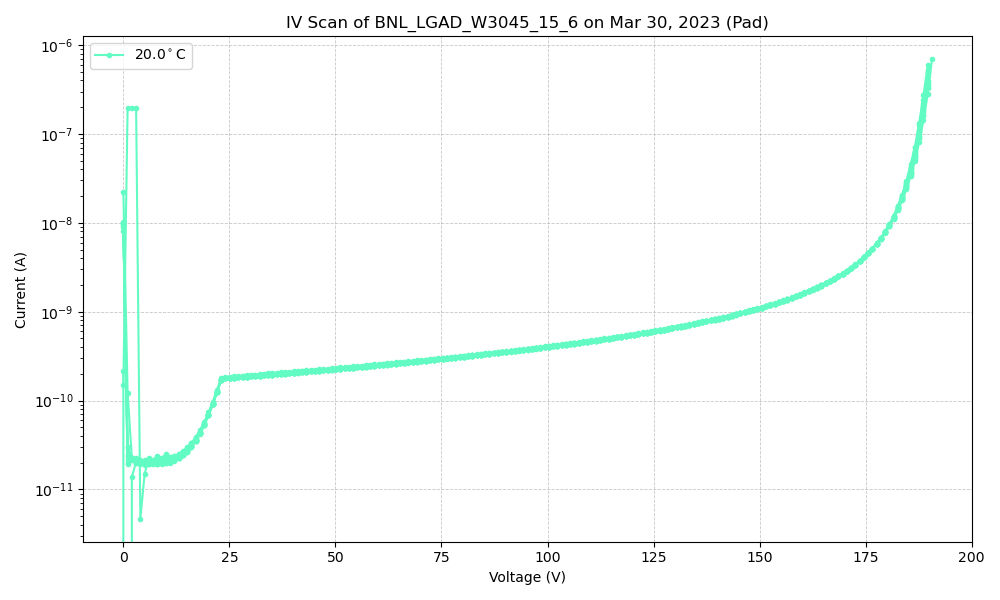 IV Scan of BNL_LGAD_W3045_15_6 on Mar 30, 2023 (Pad)
20.0°C
10⁻⁶
10⁻⁷
10⁻⁸
10⁻⁹
10⁻¹⁰
10⁻¹¹
Current (A)
0 25 50 75 100 125 150 175 200
Voltage (V)